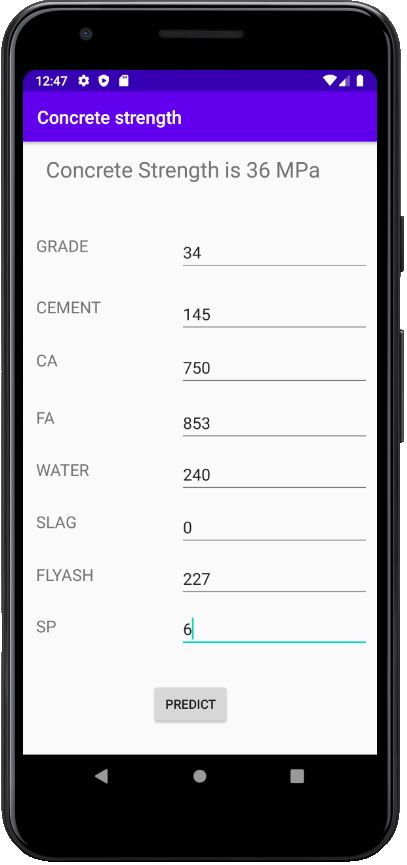 12:47
Concrete strength
Concrete Strength is 36 MPa
GRADE 34
CEMENT 145
CA 750
FA 853
WATER 240
SLAG 0
FLYASH 227
SP 6
PREDICT